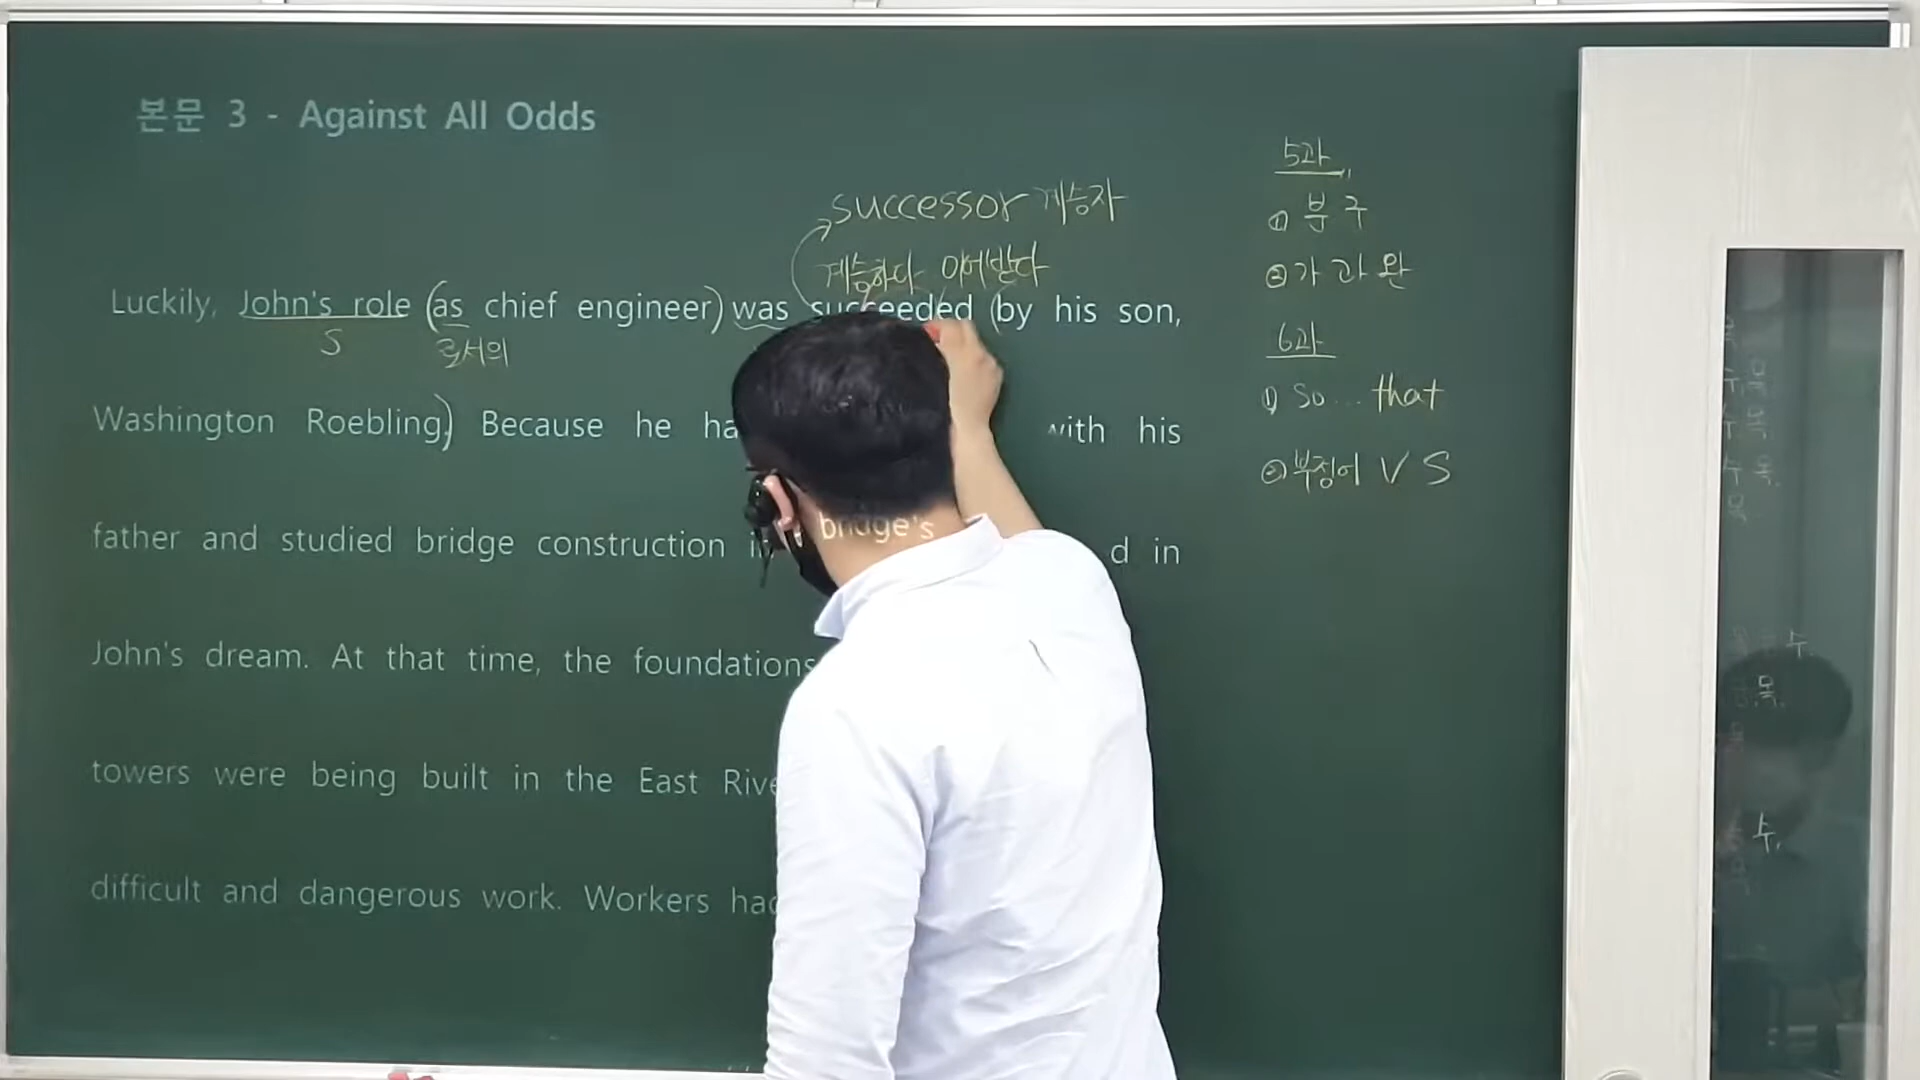 본문 3 - Against All Odds
successor 계승자
계승하다 이어받다
Luckily, John's role (as chief engineer) was succeeded (by his son,
S 로서의
Washington Roebling.) Because he with his
father and studied bridge construction bridge's in
John's dream. At that time, the foundations
towers were being built in the East
difficult and dangerous work. Workers
5과
① 분 구
② 가 과 완
6과
① so... that
② 부정어 V S
수.
목.
수.